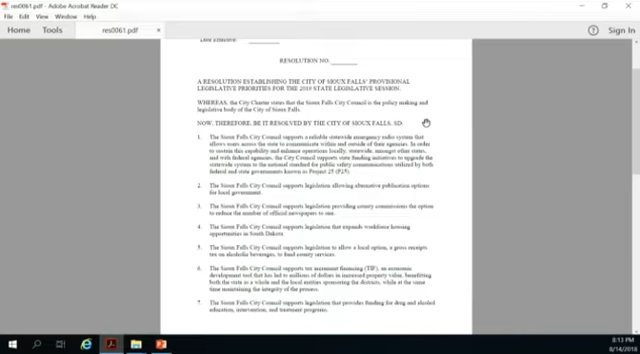 res0061.pdf - Adobe Acrobat Reader DC
File Edit View Window Help
Home Tools res0061.pdf × Sign In
Date Effective:
RESOLUTION NO.
A RESOLUTION ESTABLISHING THE CITY OF SIOUX FALLS' PROVISIONAL
LEGISLATIVE PRIORITIES FOR THE 2019 STATE LEGISLATIVE SESSION.
WHEREAS, the City Charter states that the Sioux Falls City Council is the policy making and
legislative body of the City of Sioux Falls.
NOW, THEREFORE, BE IT RESOLVED BY THE CITY OF SIOUX FALLS, SD:
1. The Sioux Falls City Council supports a reliable statewide emergency radio system that
allows users across the state to communicate within and outside of their agencies. In order
to sustain this capability and enhance operations locally, statewide, amongst other states,
and with federal agencies, the City Council supports state funding initiatives to upgrade the
statewide system to the national standard for public safety communications utilized by both
federal and state governments known as Project 25 (P25).
2. The Sioux Falls City Council supports legislation allowing alternative publication options
for local government.
3. The Sioux Falls City Council supports legislation providing county commissions the option
to reduce the number of official newspapers to one.
4. The Sioux Falls City Council supports legislation that expands workforce housing
opportunities in South Dakota.
5. The Sioux Falls City Council supports legislation to allow a local option, a gross receipts
tax on alcoholic beverages, to fund county services.
6. The Sioux Falls City Council supports tax increment financing (TIF), an economic
development tool that has led to millions of dollars in increased property value, benefitting
both the state as a whole and the local entities sponsoring the districts, while at the same
time maintaining the integrity of the process.
7. The Sioux Falls City Council supports legislation that provides funding for drug and alcohol
education, intervention, and treatment programs.
8:13 PM
8/14/2018